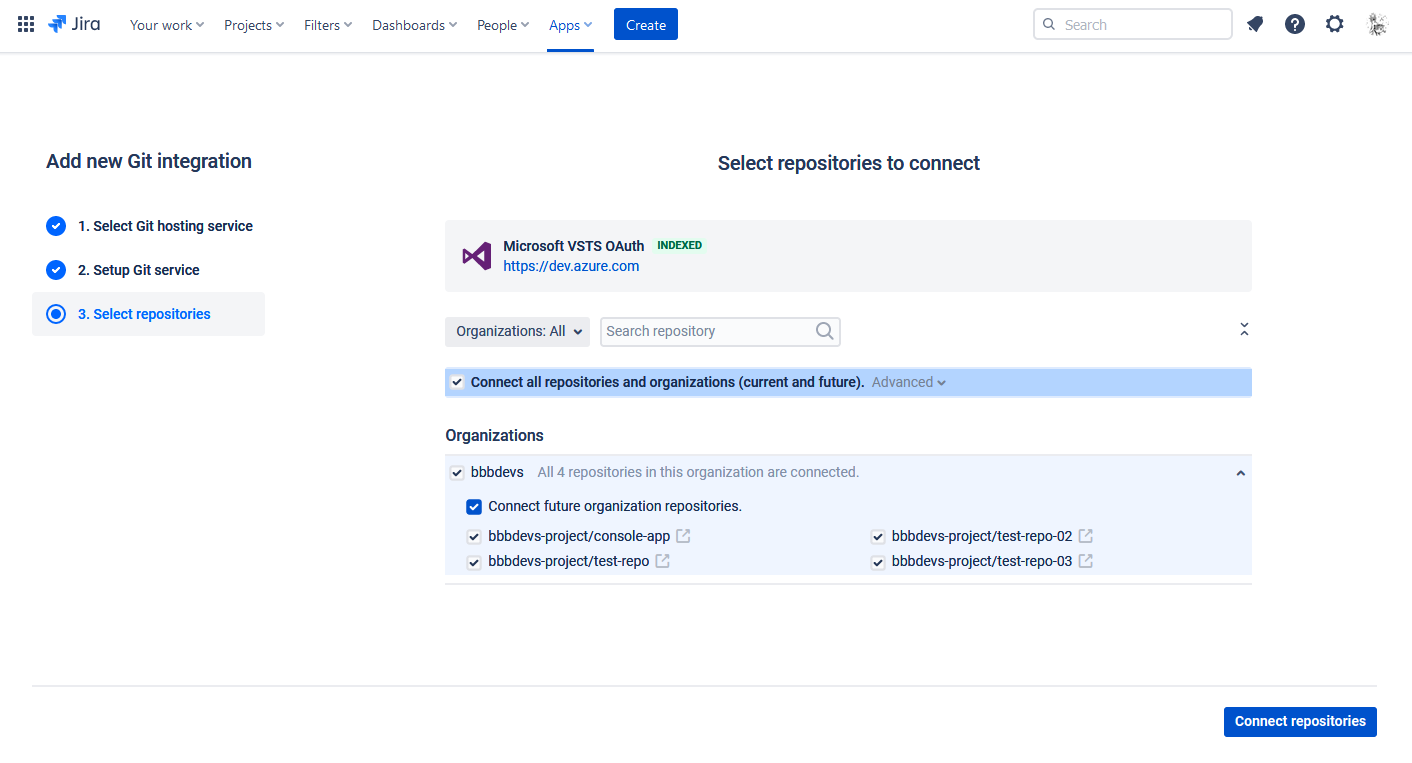 Jira Your work Projects Filters Dashboards People Apps Create Search
Add new Git integration
1. Select Git hosting service
2. Setup Git service
3. Select repositories
Select repositories to connect
Microsoft VSTS OAuth INDEXED
https://dev.azure.com
Organizations: All Search repository
Connect all repositories and organizations (current and future). Advanced
Organizations
bbbdevs All 4 repositories in this organization are connected.
Connect future organization repositories.
bbbdevs-project/console-app bbbdevs-project/test-repo-02
bbbdevs-project/test-repo bbbdevs-project/test-repo-03
Connect repositories